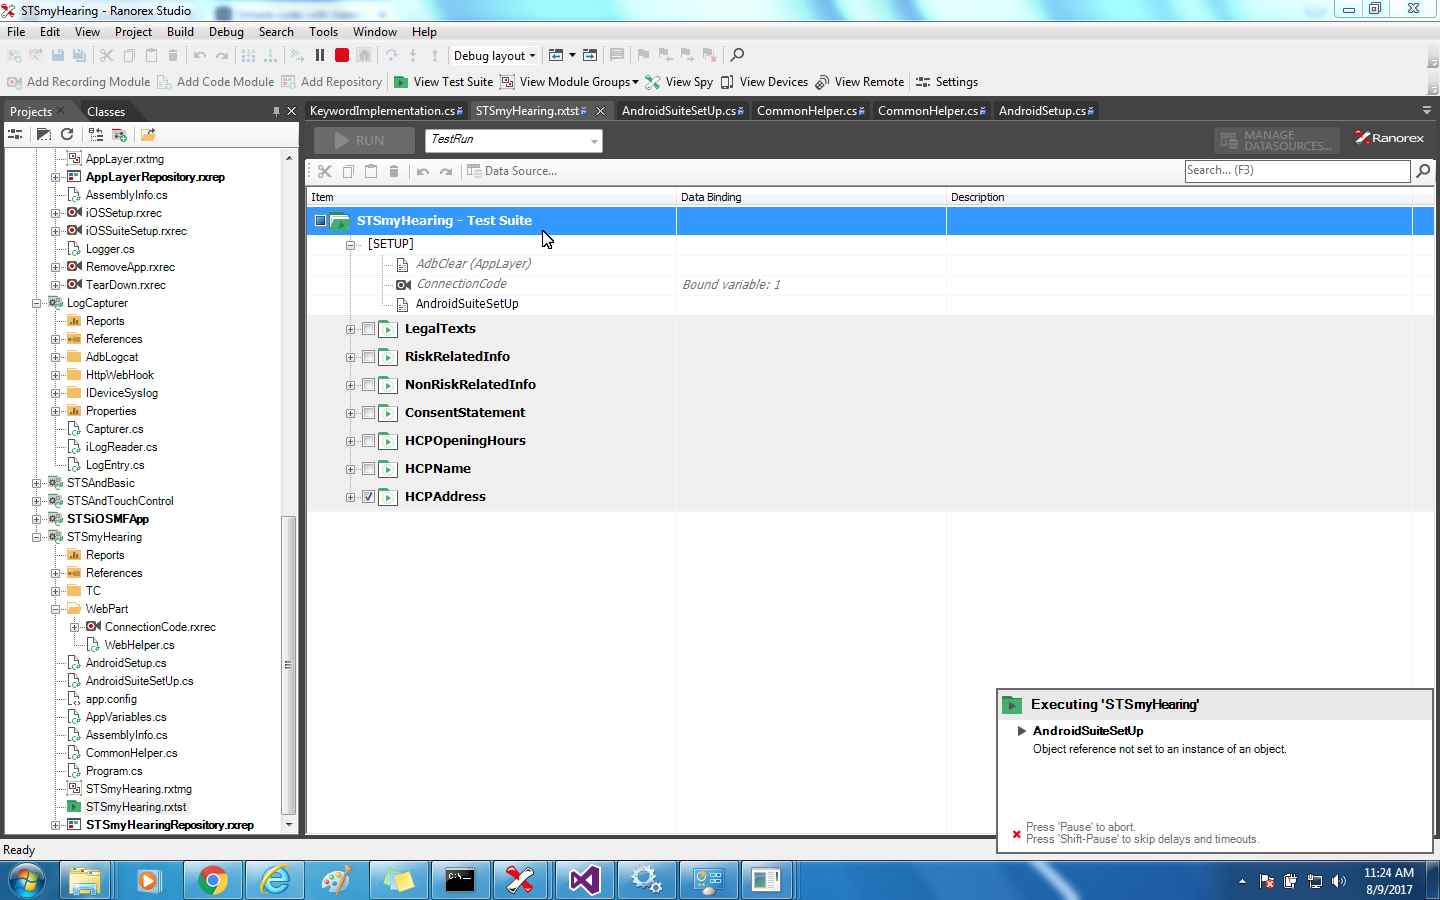 STSmyHearing - Ranorex Studio
File Edit View Project Build Debug Search Tools Window Help
Debug layout
Add Recording Module Add Code Module Add Repository View Test Suite View Module Groups View Spy View Devices View Remote Settings
Projects Classes
KeywordImplementation.cs STSmyHearing.rxtst AndroidSuiteSetUp.cs CommonHelper.cs CommonHelper.cs AndroidSetup.cs
RUN TestRun MANAGE DATASOURCES... Ranorex
Data Source... Search... (F3)
Item Data Binding Description
STSmyHearing - Test Suite
[SETUP]
AdbClear (AppLayer)
ConnectionCode Bound variable: 1
AndroidSuiteSetUp
LegalTexts
RiskRelatedInfo
NonRiskRelatedInfo
ConsentStatement
HCPOpeningHours
HCPName
HCPAddress
AppLayer.rxtmg
AppLayerRepository.rxrep
AssemblyInfo.cs
iOSSetup.rxrec
iOSSuiteSetup.rxrec
Logger.cs
RemoveApp.rxrec
TearDown.rxrec
LogCapturer
Reports
References
AdbLogcat
HttpWebHook
IDeviceSyslog
Properties
Capturer.cs
iLogReader.cs
LogEntry.cs
STSAndBasic
STSAndTouchControl
STSiOSMFApp
STSmyHearing
Reports
References
TC
WebPart
ConnectionCode.rxrec
WebHelper.cs
AndroidSetup.cs
AndroidSuiteSetUp.cs
app.config
AppVariables.cs
AssemblyInfo.cs
CommonHelper.cs
Program.cs
STSmyHearing.rxtmg
STSmyHearing.rxtst
STSmyHearingRepository.rxrep
Executing 'STSmyHearing'
AndroidSuiteSetUp
Object reference not set to an instance of an object.
Press 'Pause' to abort.
Press 'Shift-Pause' to skip delays and timeouts.
Ready
11:24 AM
8/9/2017